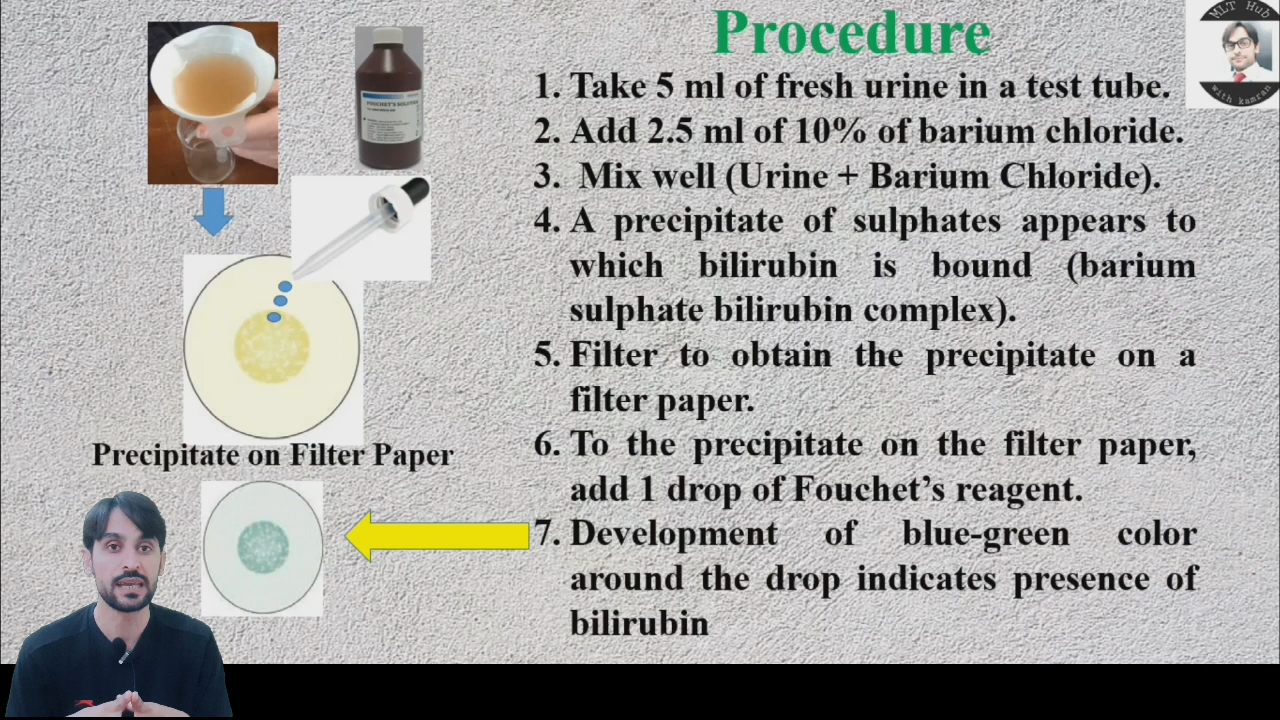 Procedure
MLT Hub
with kamran
FOUCHET'S SOLUTION
1. Take 5 ml of fresh urine in a test tube.
2. Add 2.5 ml of 10% of barium chloride.
3. Mix well (Urine + Barium Chloride).
4. A precipitate of sulphates appears to
which bilirubin is bound (barium
sulphate bilirubin complex).
5. Filter to obtain the precipitate on a
filter paper.
6. To the precipitate on the filter paper,
add 1 drop of Fouchet's reagent.
7. Development of blue-green color
around the drop indicates presence of
bilirubin
Precipitate on Filter Paper